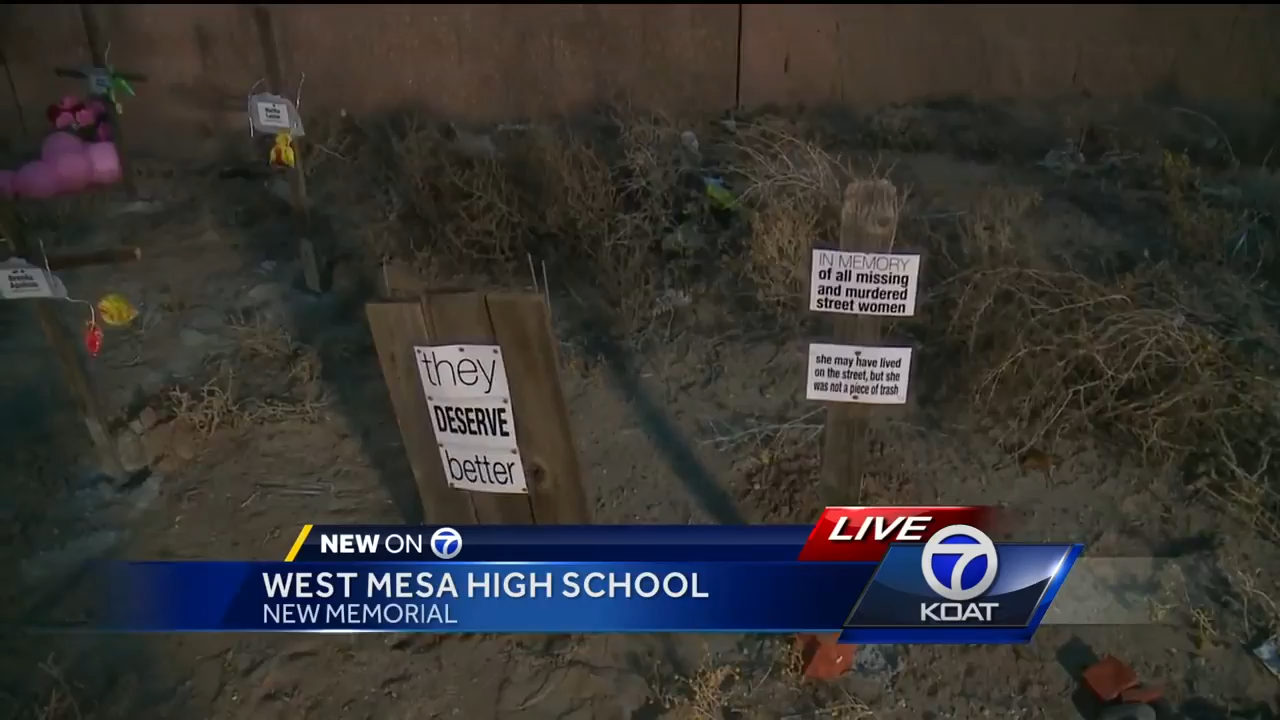 IN MEMORY
of all missing
and murdered
street women
she may have lived
on the street, but she
was not a piece of trash
they
DESERVE
better
LIVE
NEW ON 7
WEST MESA HIGH SCHOOL
NEW MEMORIAL
7
KOAT